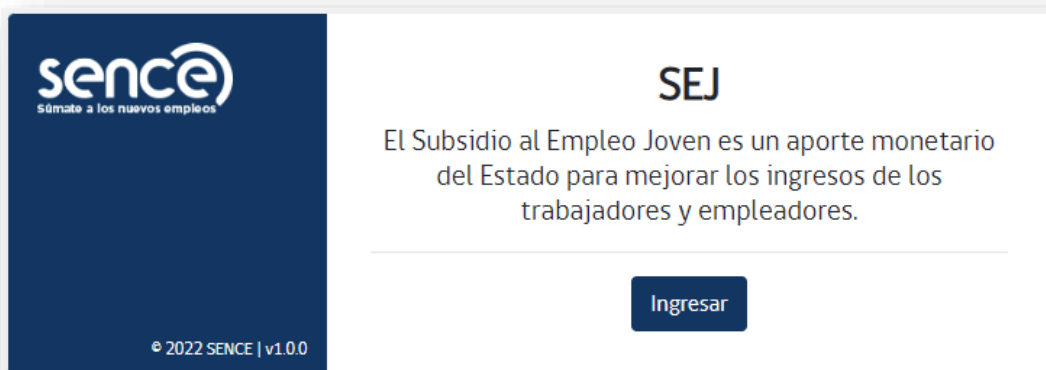 sence
Súmate a los nuevos empleos
SEJ
El Subsidio al Empleo Joven es un aporte monetario
del Estado para mejorar los ingresos de los
trabajadores y empleadores.
Ingresar
© 2022 SENCE | v1.0.0